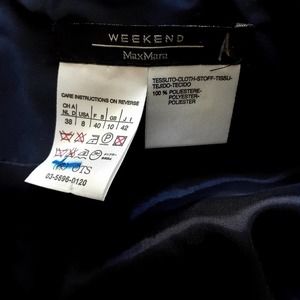 WEEKEND
MaxMara
CARE INSTRUCTIONS ON REVERSE
CH A
NL D USA F B GB J I
38 8 40 10 42
OTS
03-5696-0120
TESSUTO-CLOTH-STOFF-TISSU-
TEJIDO-TECIDO
100 % POLIESTERE-
POLYESTER-
POLIESTER